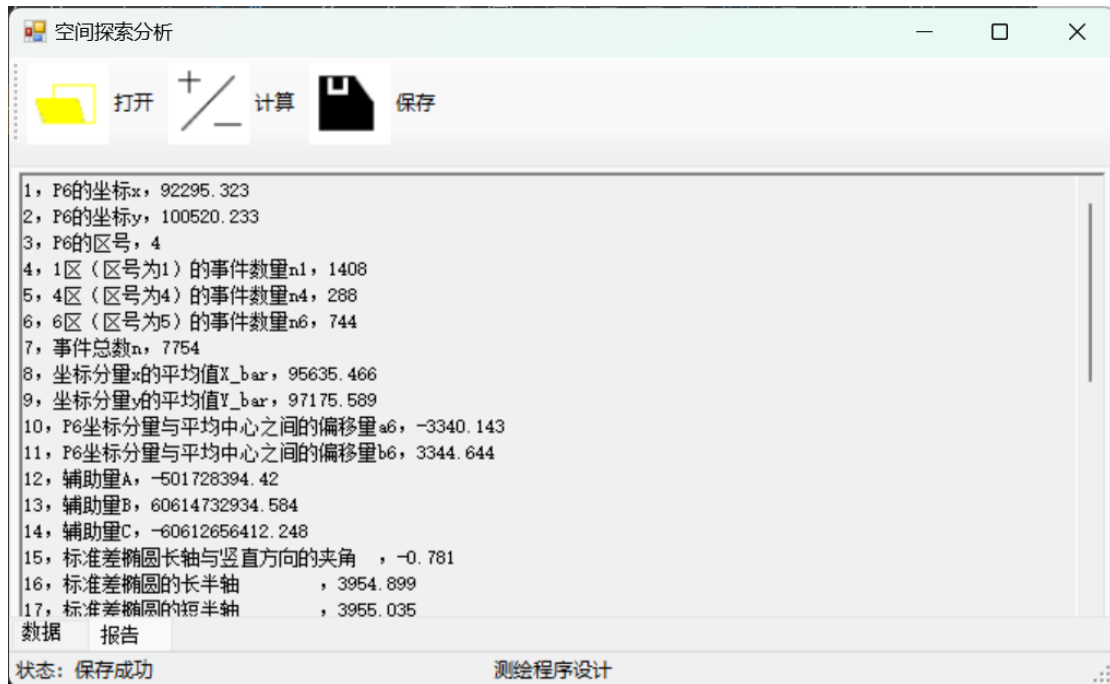 空间探索分析
打开 计算 保存
1，P6的坐标x，92295.323
2，P6的坐标y，100520.233
3，P6的区号，4
4，1区（区号为1）的事件数量n1，1408
5，4区（区号为4）的事件数量n4，288
6，6区（区号为5）的事件数量n6，744
7，事件总数n，7754
8，坐标分量x的平均值X_bar，95635.466
9，坐标分量y的平均值Y_bar，97175.589
10，P6坐标分量与平均中心之间的偏移量a6，-3340.143
11，P6坐标分量与平均中心之间的偏移量b6，3344.644
12，辅助量A，-501728394.42
13，辅助量B，60614732934.584
14，辅助量C，-60612656412.248
15，标准差椭圆长轴与竖直方向的夹角 ，-0.781
16，标准差椭圆的长半轴 ，3954.899
17，标准差椭圆的短半轴 ，3955.035
数据 报告
状态：保存成功 测绘程序设计